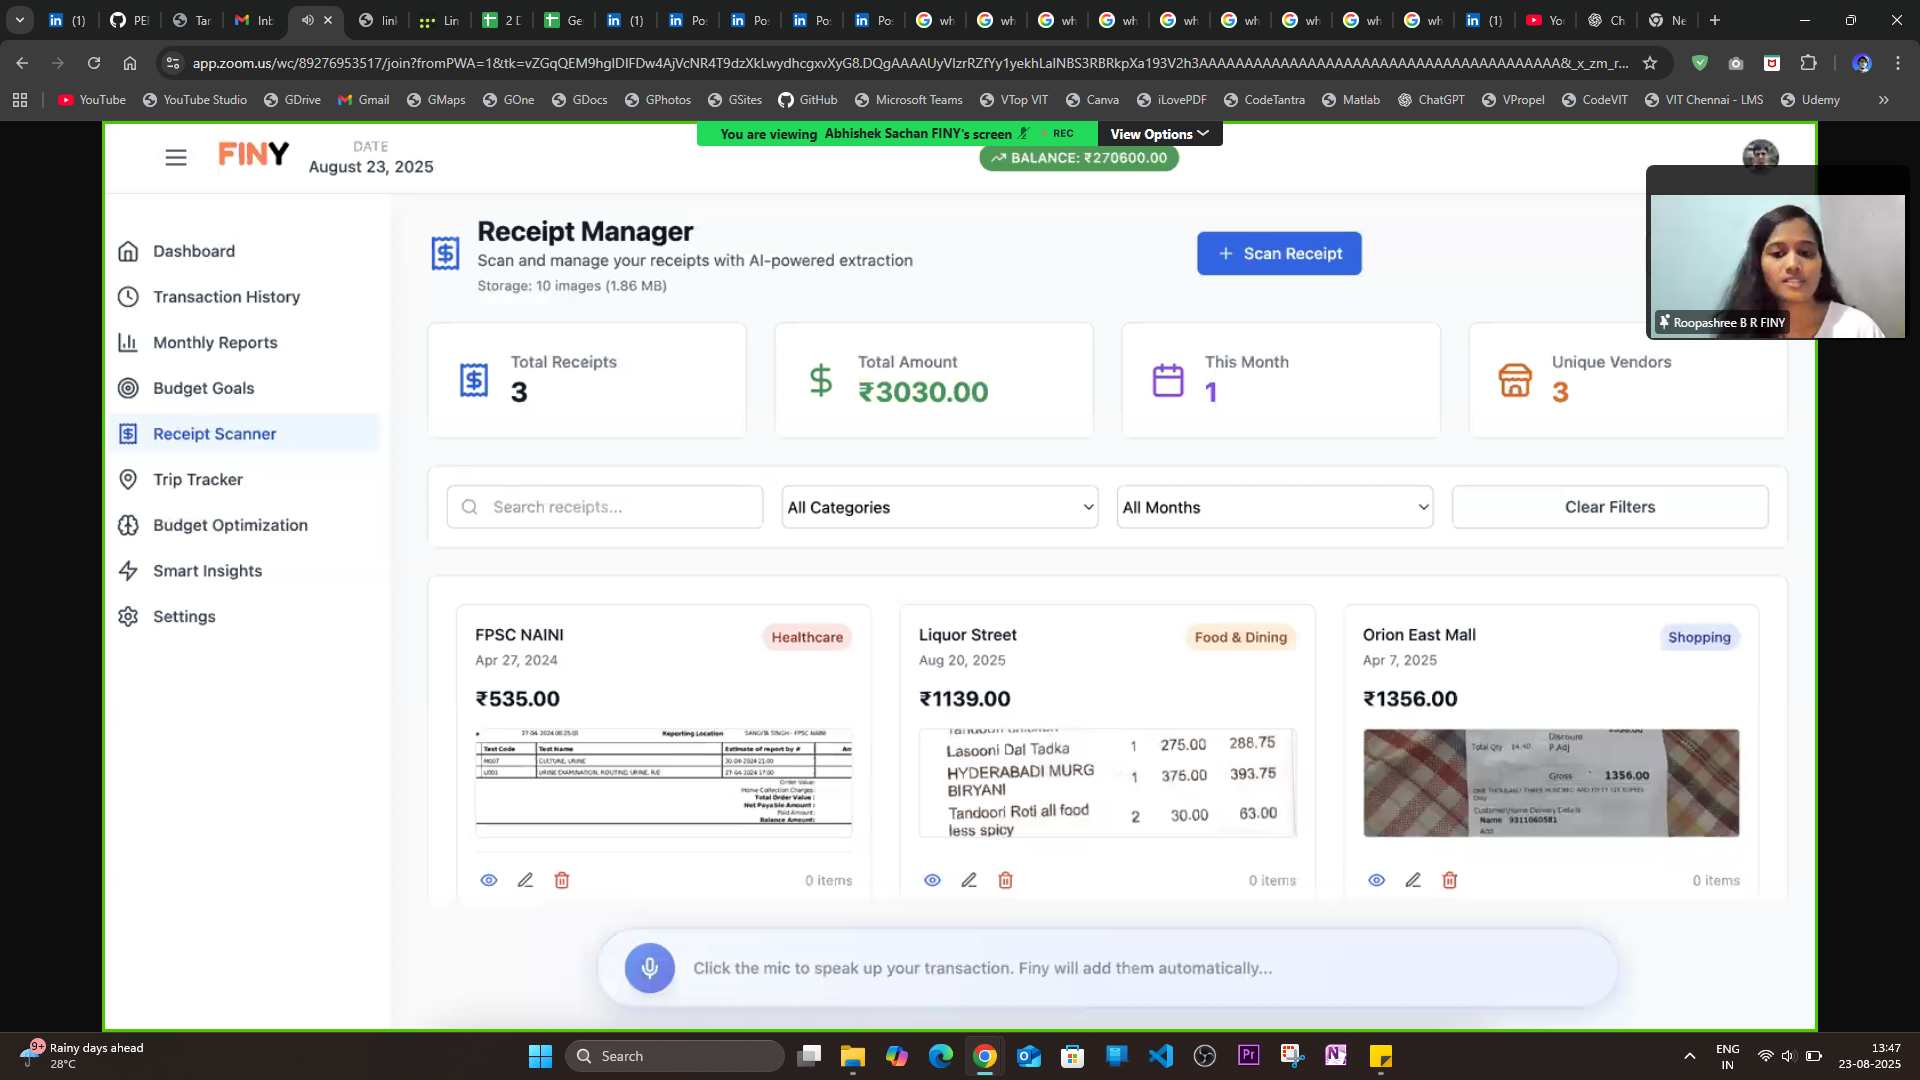 (1)
PE
Tar
Inb
link
Lin
2 D
Ge
(1)
Po
Po
Po
Po
wh
wh
wh
wh
wh
wh
wh
wh
wh
(1)
Yo
Ch
Ne
app.zoom.us/wc/89276953517/join?fromPWA=1&tk=
YouTube
YouTube Studio
GDrive
Gmail
GMaps
GOne
GDocs
GPhotos
GSites
GitHub
Microsoft Teams
VTop VIT
Canva
iLovePDF
CodeTantra
Matlab
ChatGPT
VPropel
CodeVIT
VIT Chennai - LMS
Udemy
You are viewing Abhishek Sachan FINY's screen
REC
View Options
FINY
DATE
August 23, 2025
BALANCE: ₹270600.00
Roopashree B R FINY
Dashboard
Transaction History
Monthly Reports
Budget Goals
Receipt Scanner
Trip Tracker
Budget Optimization
Smart Insights
Settings
Receipt Manager
Scan and manage your receipts with AI-powered extraction
Storage: 10 images (1.86 MB)
+ Scan Receipt
Total Receipts
3
Total Amount
₹3030.00
This Month
1
Unique Vendors
3
Search receipts...
All Categories
All Months
Clear Filters
FPSC NAINI
Healthcare
Apr 27, 2024
₹535.00
Reporting Location
Test Code
Test Name
Estimate of report by #
CULTURE, URINE
Home Collection Charges:
Total Order Value :
Net Payable Amount :
Paid Amount:
Balance Amount:
0 items
Liquor Street
Food & Dining
Aug 20, 2025
₹1139.00
Lasooni Dal Tadka 1 275.00 288.75
HYDERABADI MURG
BIRYANI 1 375.00 393.75
Tandoori Roti all food
less spicy 2 30.00 63.00
0 items
Orion East Mall
Shopping
Apr 7, 2025
₹1356.00
Discount
Total Qty
P.Adj
Gross 1356.00
Name 9311060581
0 items
Click the mic to speak up your transaction. Finy will add them automatically...
9+
Rainy days ahead
28°C
Search
Pr
N
ENG
IN
13:47
23-08-2025